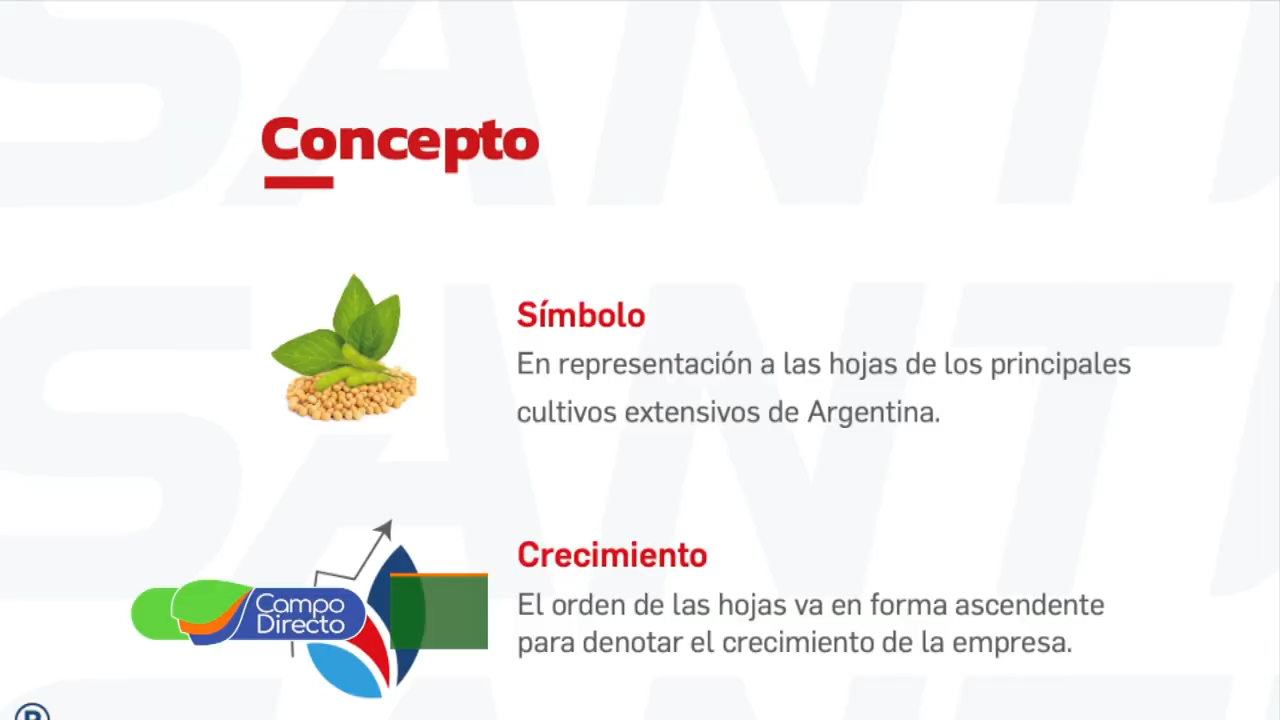 Concepto
Símbolo
En representación a las hojas de los principales
cultivos extensivos de Argentina.
Crecimiento
El orden de las hojas va en forma ascendente
para denotar el crecimiento de la empresa.
Campo
Directo
®